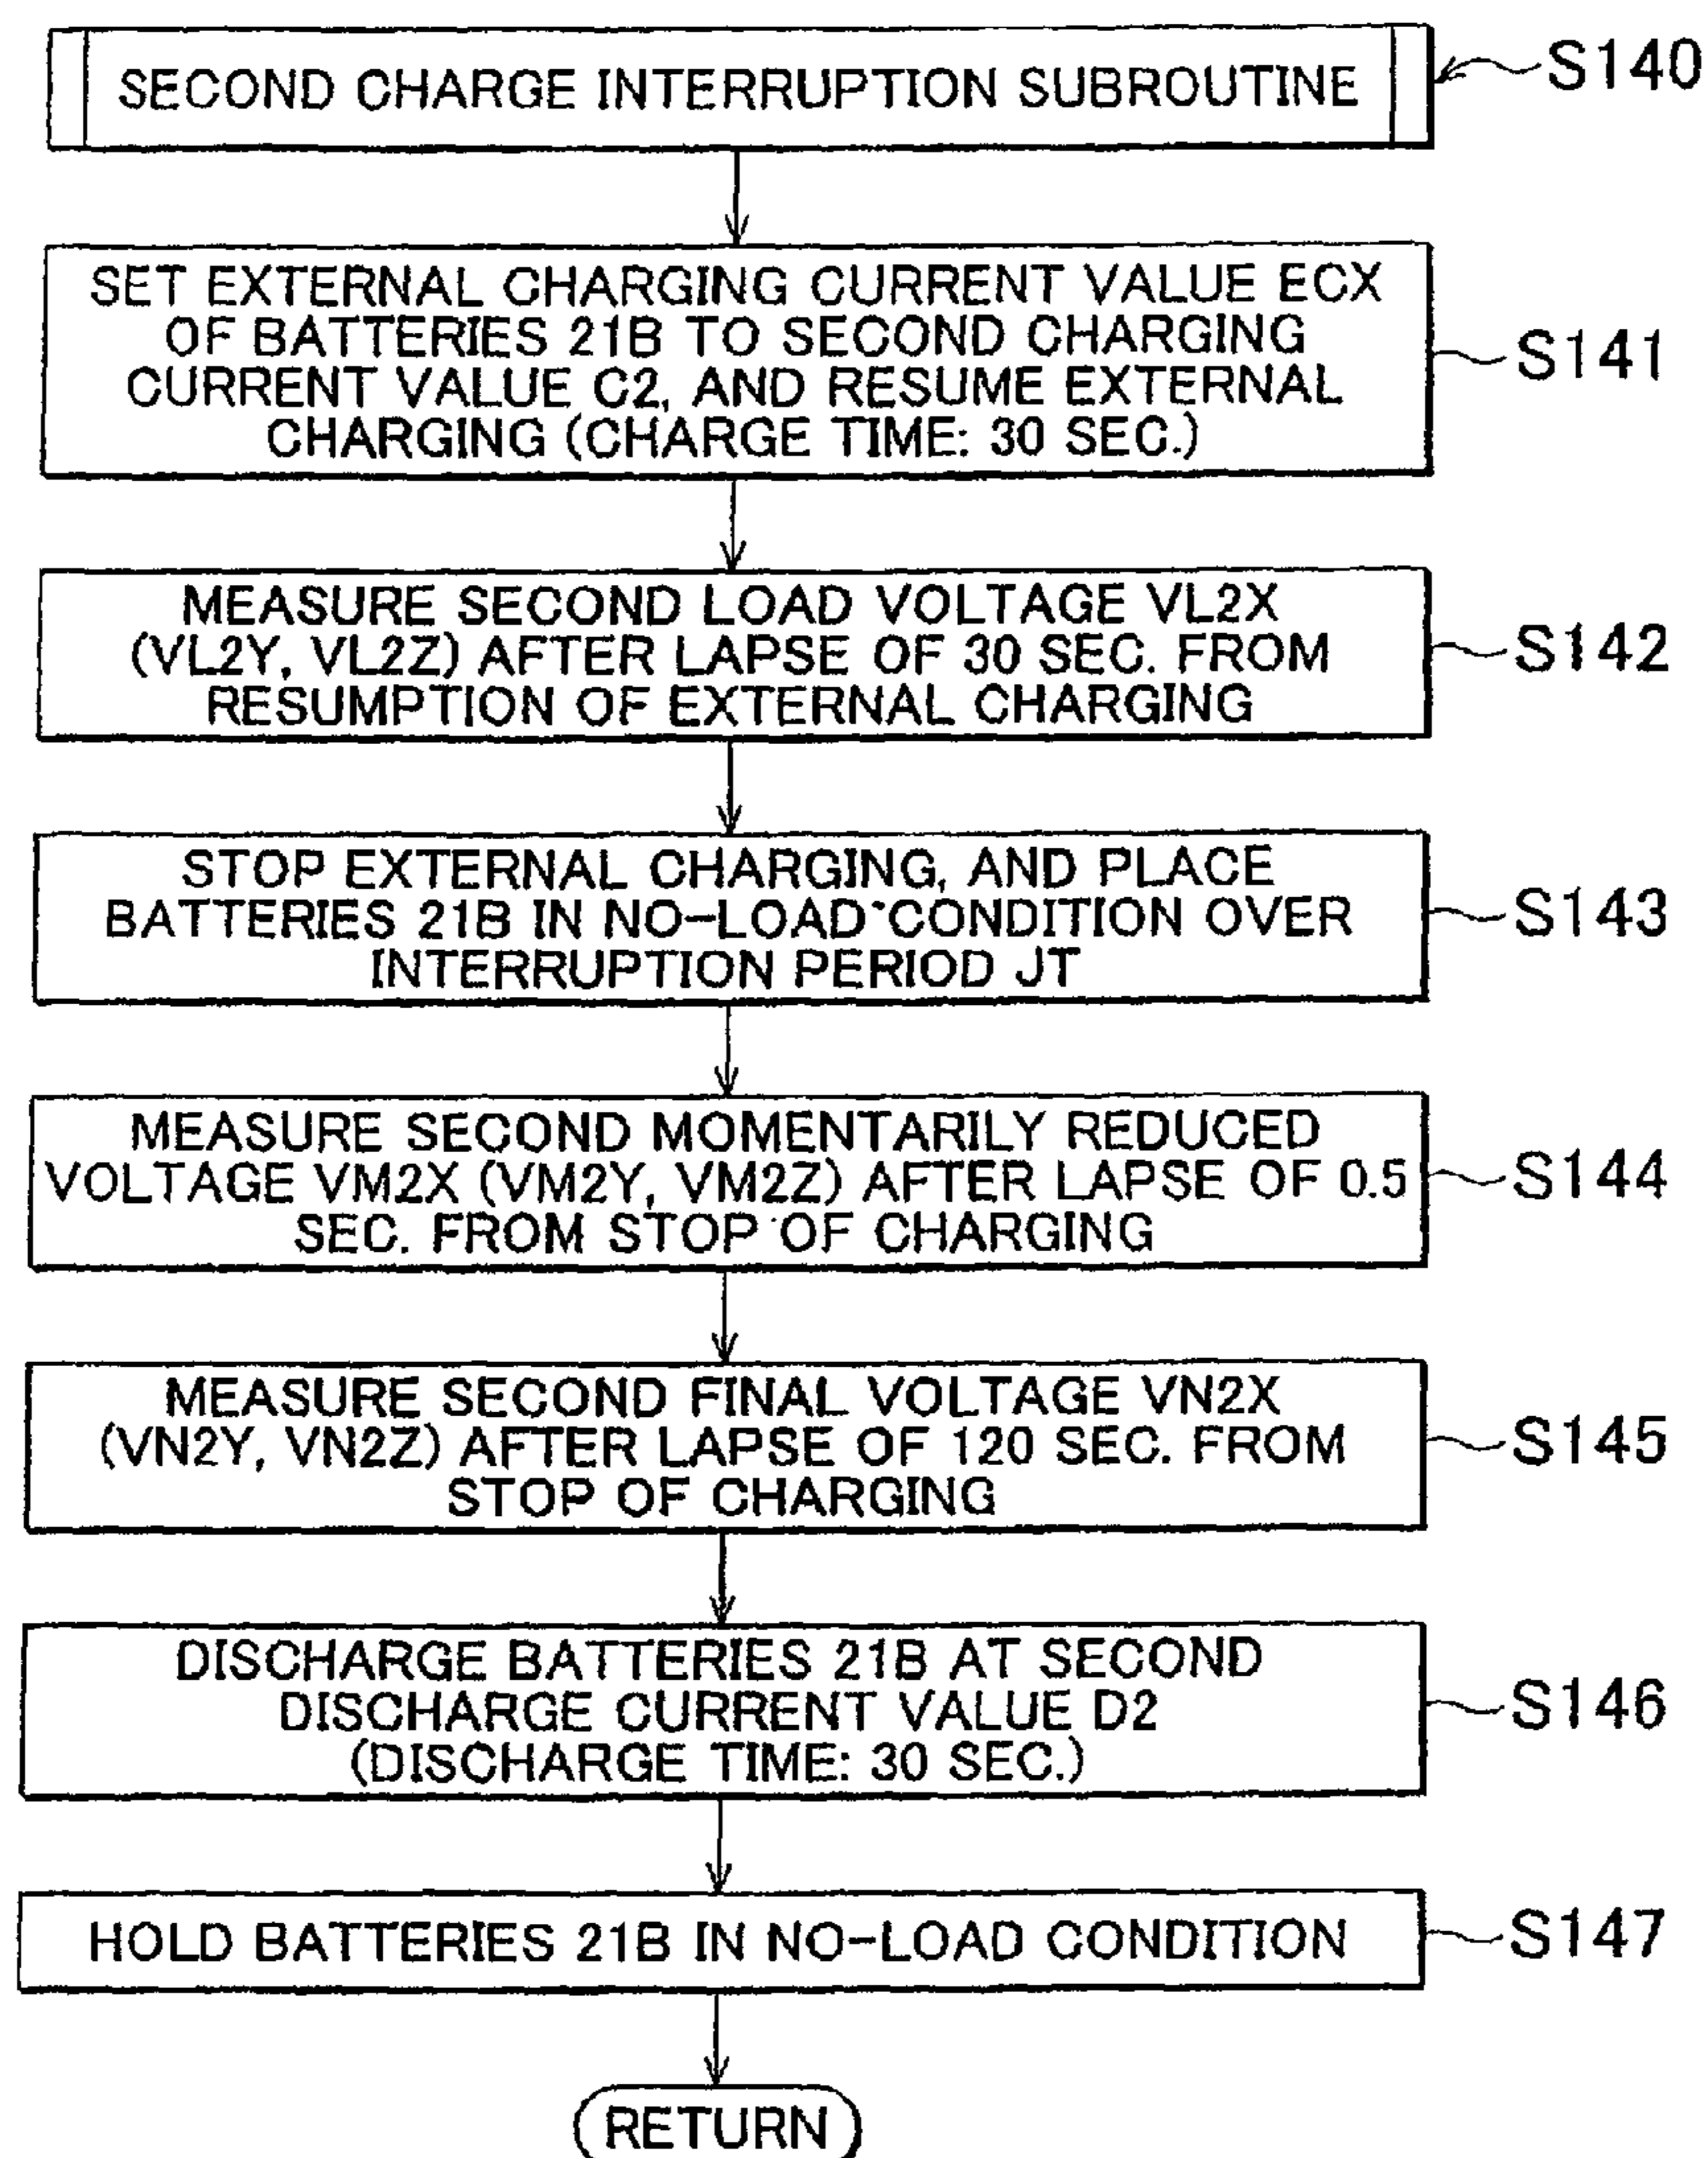 SECOND CHARGE INTERRUPTION SUBROUTINE
S140
SET EXTERNAL CHARGING CURRENT VALUE ECX
OF BATTERIES 21B TO SECOND CHARGING
CURRENT VALUE C2, AND RESUME EXTERNAL
CHARGING (CHARGE TIME: 30 SEC.)
S141
MEASURE SECOND LOAD VOLTAGE VL2X
(VL2Y, VL2Z) AFTER LAPSE OF 30 SEC. FROM
RESUMPTION OF EXTERNAL CHARGING
S142
STOP EXTERNAL CHARGING, AND PLACE
BATTERIES 21B IN NO-LOAD CONDITION OVER
INTERRUPTION PERIOD JT
S143
MEASURE SECOND MOMENTARILY REDUCED
VOLTAGE VM2X (VM2Y, VM2Z) AFTER LAPSE OF 0.5
SEC. FROM STOP OF CHARGING
S144
MEASURE SECOND FINAL VOLTAGE VN2X
(VN2Y, VN2Z) AFTER LAPSE OF 120 SEC. FROM
STOP OF CHARGING
S145
DISCHARGE BATTERIES 21B AT SECOND
DISCHARGE CURRENT VALUE D2
(DISCHARGE TIME: 30 SEC.)
S146
HOLD BATTERIES 21B IN NO-LOAD CONDITION
S147
RETURN